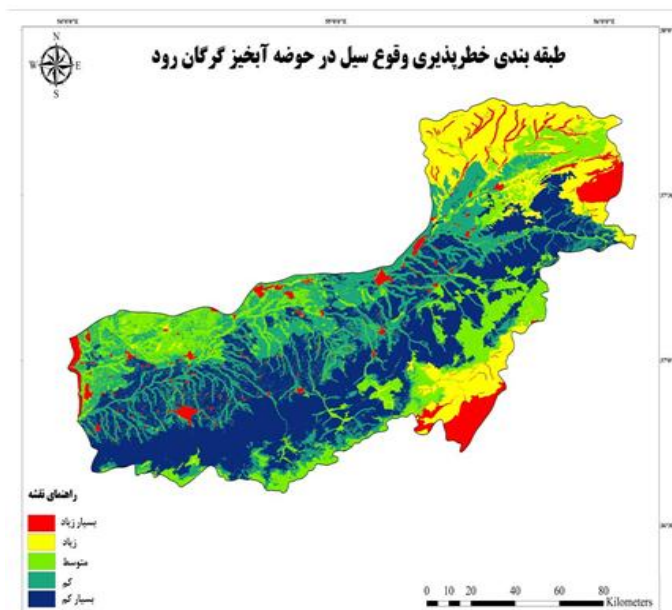 طبقه بندی خطرپذیری وقوع سیل در حوضه آبخیز گرگان رود
N
W E
S
راهنمای نقشه
بسیار زیاد
زیاد
متوسط
کم
بسیار کم
0 10 20 40 60 80
Kilometers